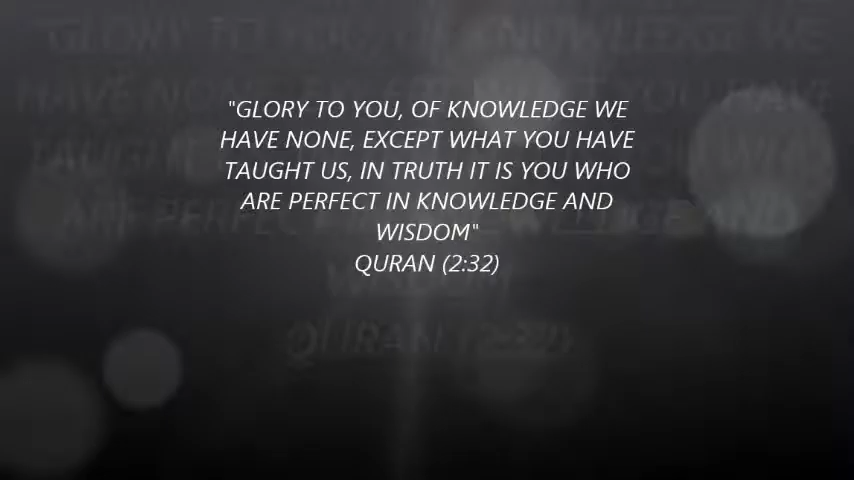 "GLORY TO YOU, OF KNOWLEDGE WE
HAVE NONE, EXCEPT WHAT YOU HAVE
TAUGHT US, IN TRUTH IT IS YOU WHO
ARE PERFECT IN KNOWLEDGE AND
WISDOM"
QURAN (2:32)